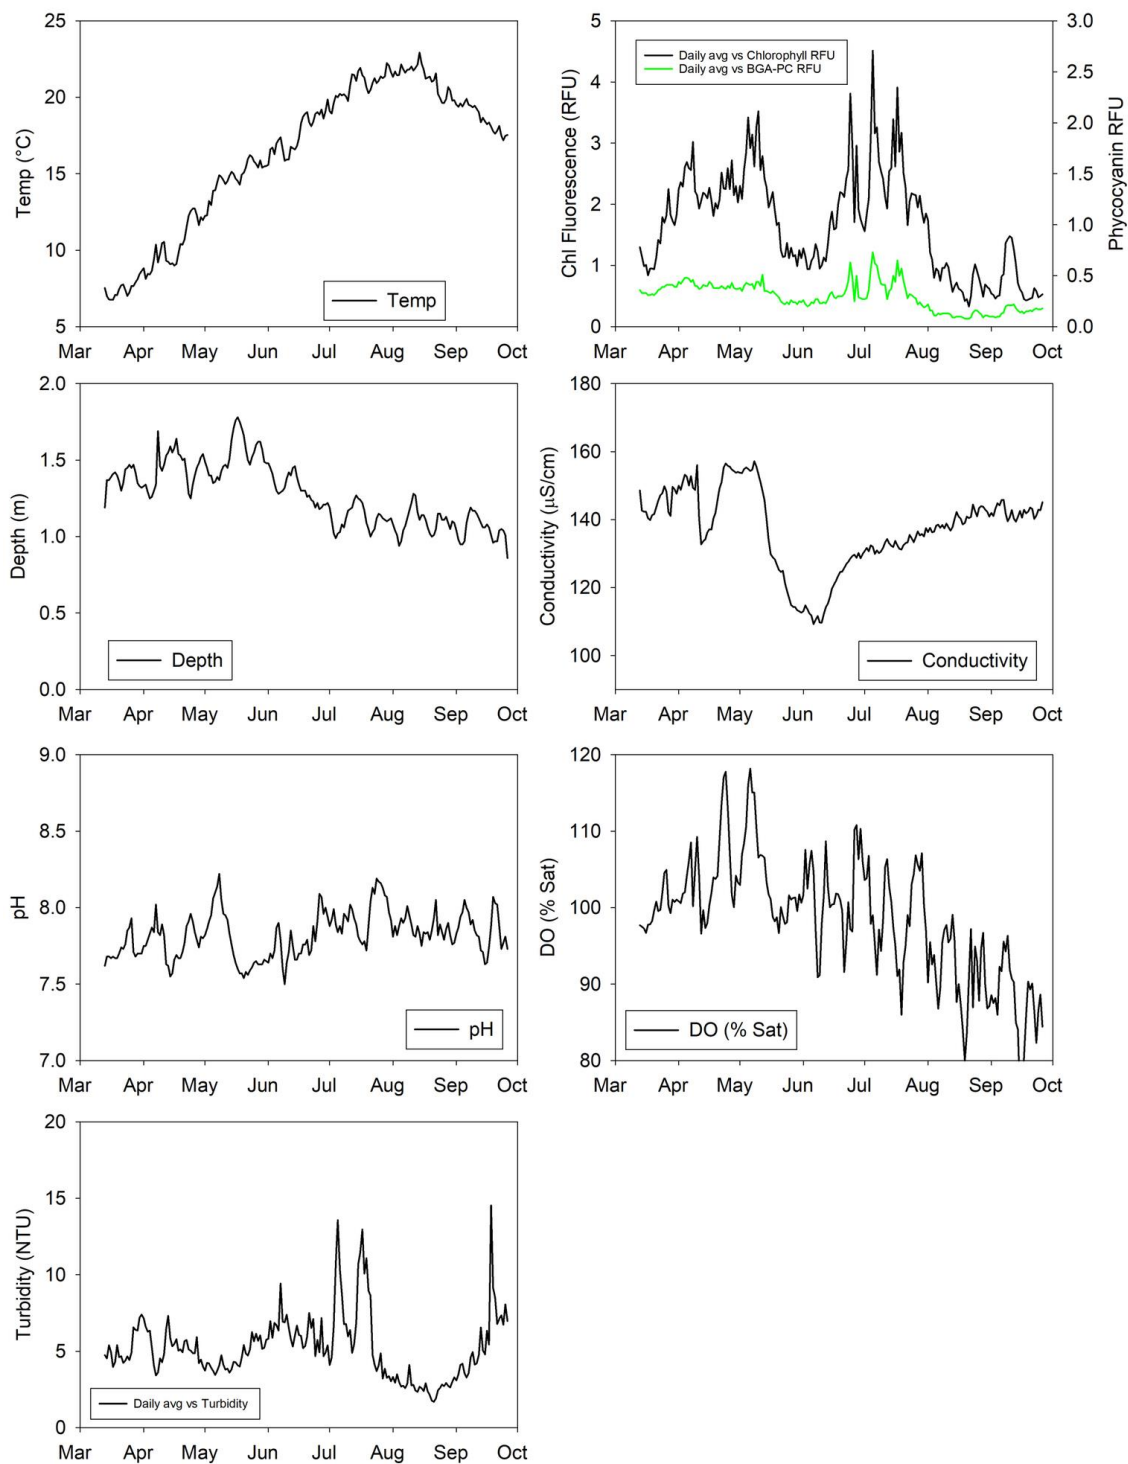 25
20
15
10
5
Temp (°C)
Temp
Mar Apr May Jun Jul Aug Sep Oct
5
4
3
2
1
0
Chl Fluorescence (RFU)
Daily avg vs Chlorophyll RFU
Daily avg vs BGA-PC RFU
3.0
2.5
2.0
1.5
1.0
0.5
0.0
Phycocyanin RFU
Mar Apr May Jun Jul Aug Sep Oct
2.0
1.5
1.0
0.5
0.0
Depth (m)
Depth
Mar Apr May Jun Jul Aug Sep Oct
180
160
140
120
100
Conductivity (µS/cm)
Conductivity
Mar Apr May Jun Jul Aug Sep Oct
9.0
8.5
8.0
7.5
7.0
pH
pH
Mar Apr May Jun Jul Aug Sep Oct
120
110
100
90
80
DO (% Sat)
DO (% Sat)
Mar Apr May Jun Jul Aug Sep Oct
20
15
10
5
0
Turbidity (NTU)
Daily avg vs Turbidity
Mar Apr May Jun Jul Aug Sep Oct